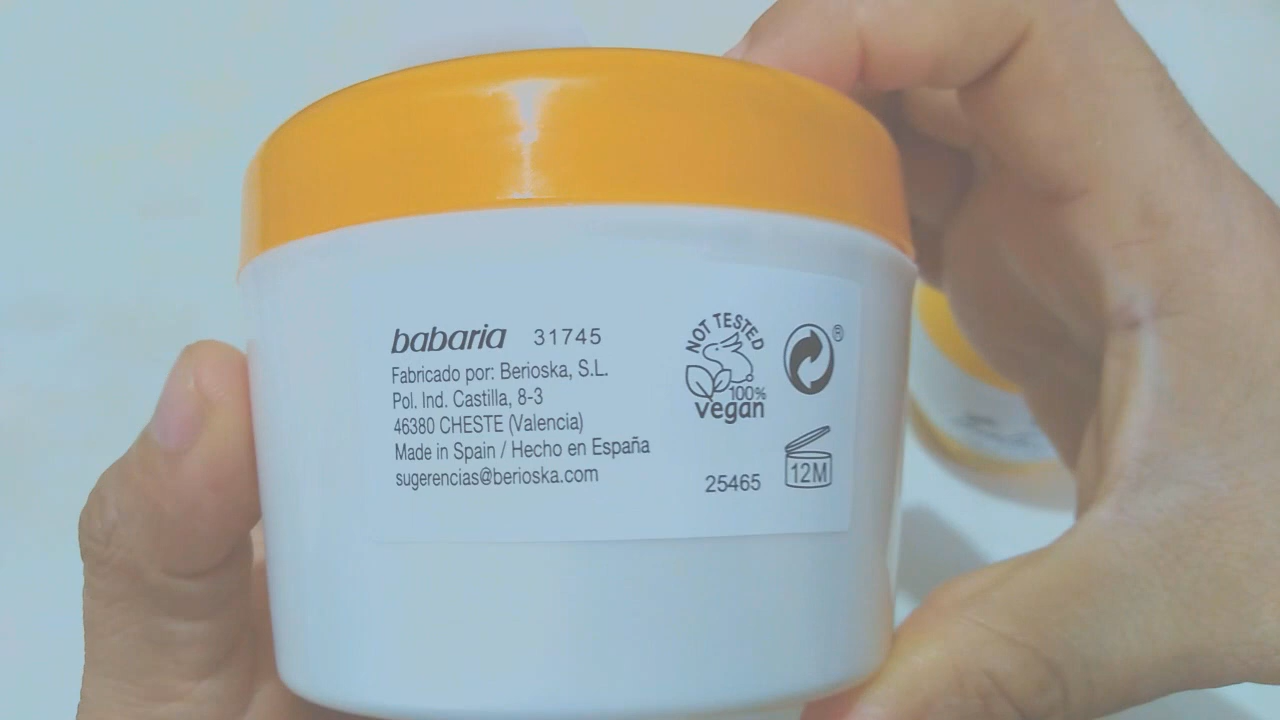 babaria 31745
Fabricado por: Berioska, S.L.
Pol. Ind. Castilla, 8-3
46380 CHESTE (Valencia)
Made in Spain / Hecho en España
sugerencias@berioska.com
NOT TESTED
100%
vegan
®
25465
12M